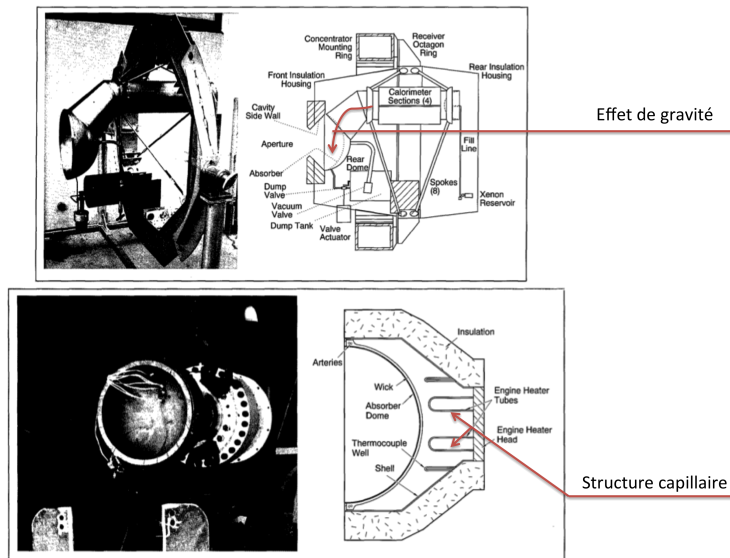 Concentrator
Mounting
Ring
Receiver
Octagon
Ring
Front Insulation
Housing
Rear Insulation
Housing
Calorimeter
Sections (4)
Cavity
Side Wall
Aperture
Absorber
Rear
Dome
Fill
Line
Dump
Valve
Spokes
(8)
Vacuum
Valve
Xenon
Reservoir
Dump Tank
Valve
Actuator
Effet de gravité
Insulation
Arteries
Wick
Absorber
Dome
Engine Heater
Tubes
Thermocouple
Well
Engine Heater
Head
Shell
Structure capillaire